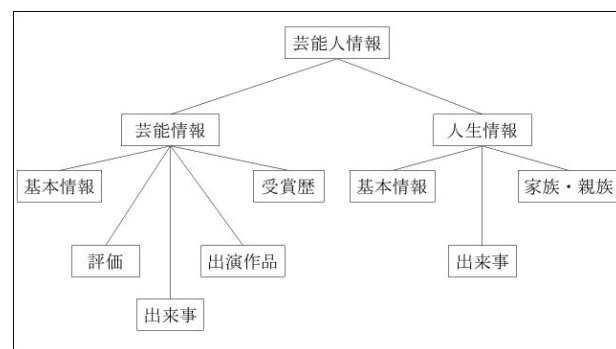 芸能人情報
芸能情報
人生情報
基本情報
受賞歴
基本情報
家族・親族
評価
出演作品
出来事
出来事